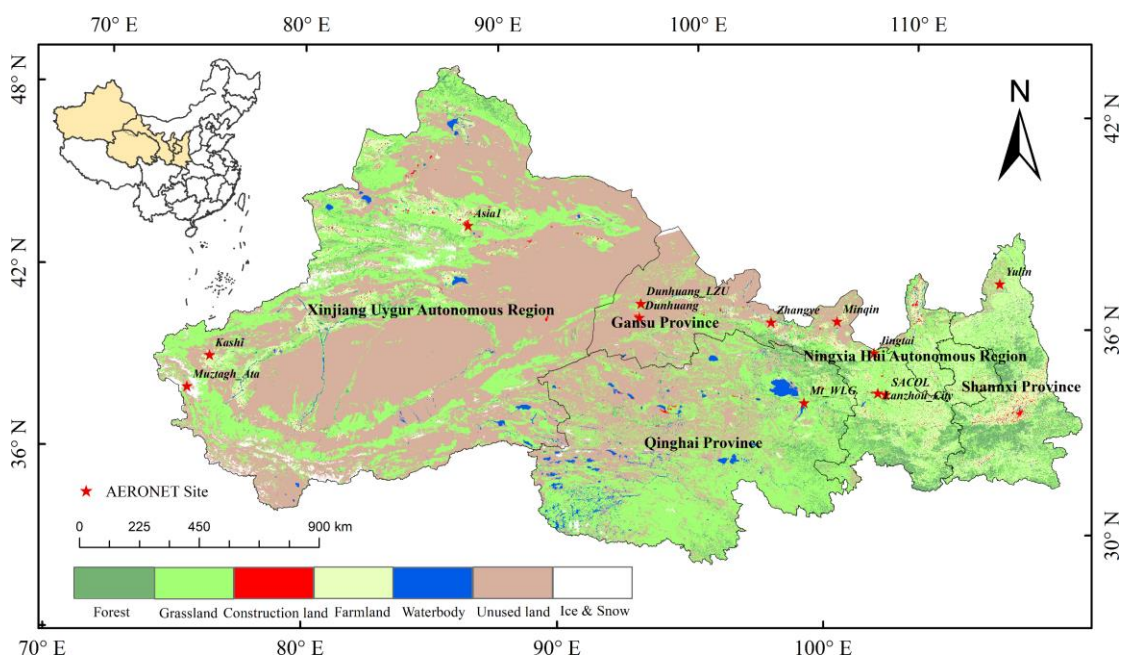 70° E 80° E 90° E 100° E 110° E
48° N
42° N
N
Asia1
42° N
Yulin
Dunhuang_LZU
Xinjiang Uygur Autonomous Region
Dunhuang
Gansu Province
Zhangye
Minqin
36° N
Kashi
Jingtai
Ningxia Hui Autonomous Region
Muztagh_Ata
Mt_WLG
SACOL
Lanzhou_City
Shannxi Province
36° N
Qinghai Province
AERONET Site
0 225 450 900 km
30° N
Forest Grassland Construction land Farmland Waterbody Unused land Ice & Snow
70° E 80° E 90° E 100° E